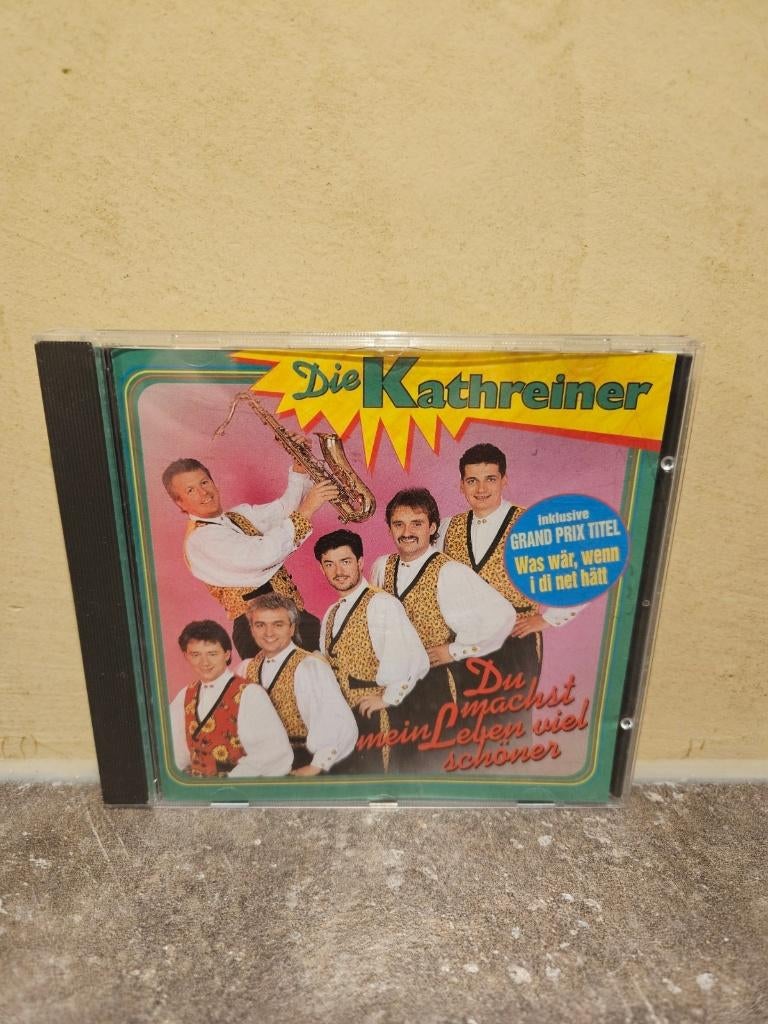 Die Kathreiner
inklusive
GRAND PRIX TITEL
Was wär, wenn
i di net hätt
Du
machst
mein Leben viel
schöner